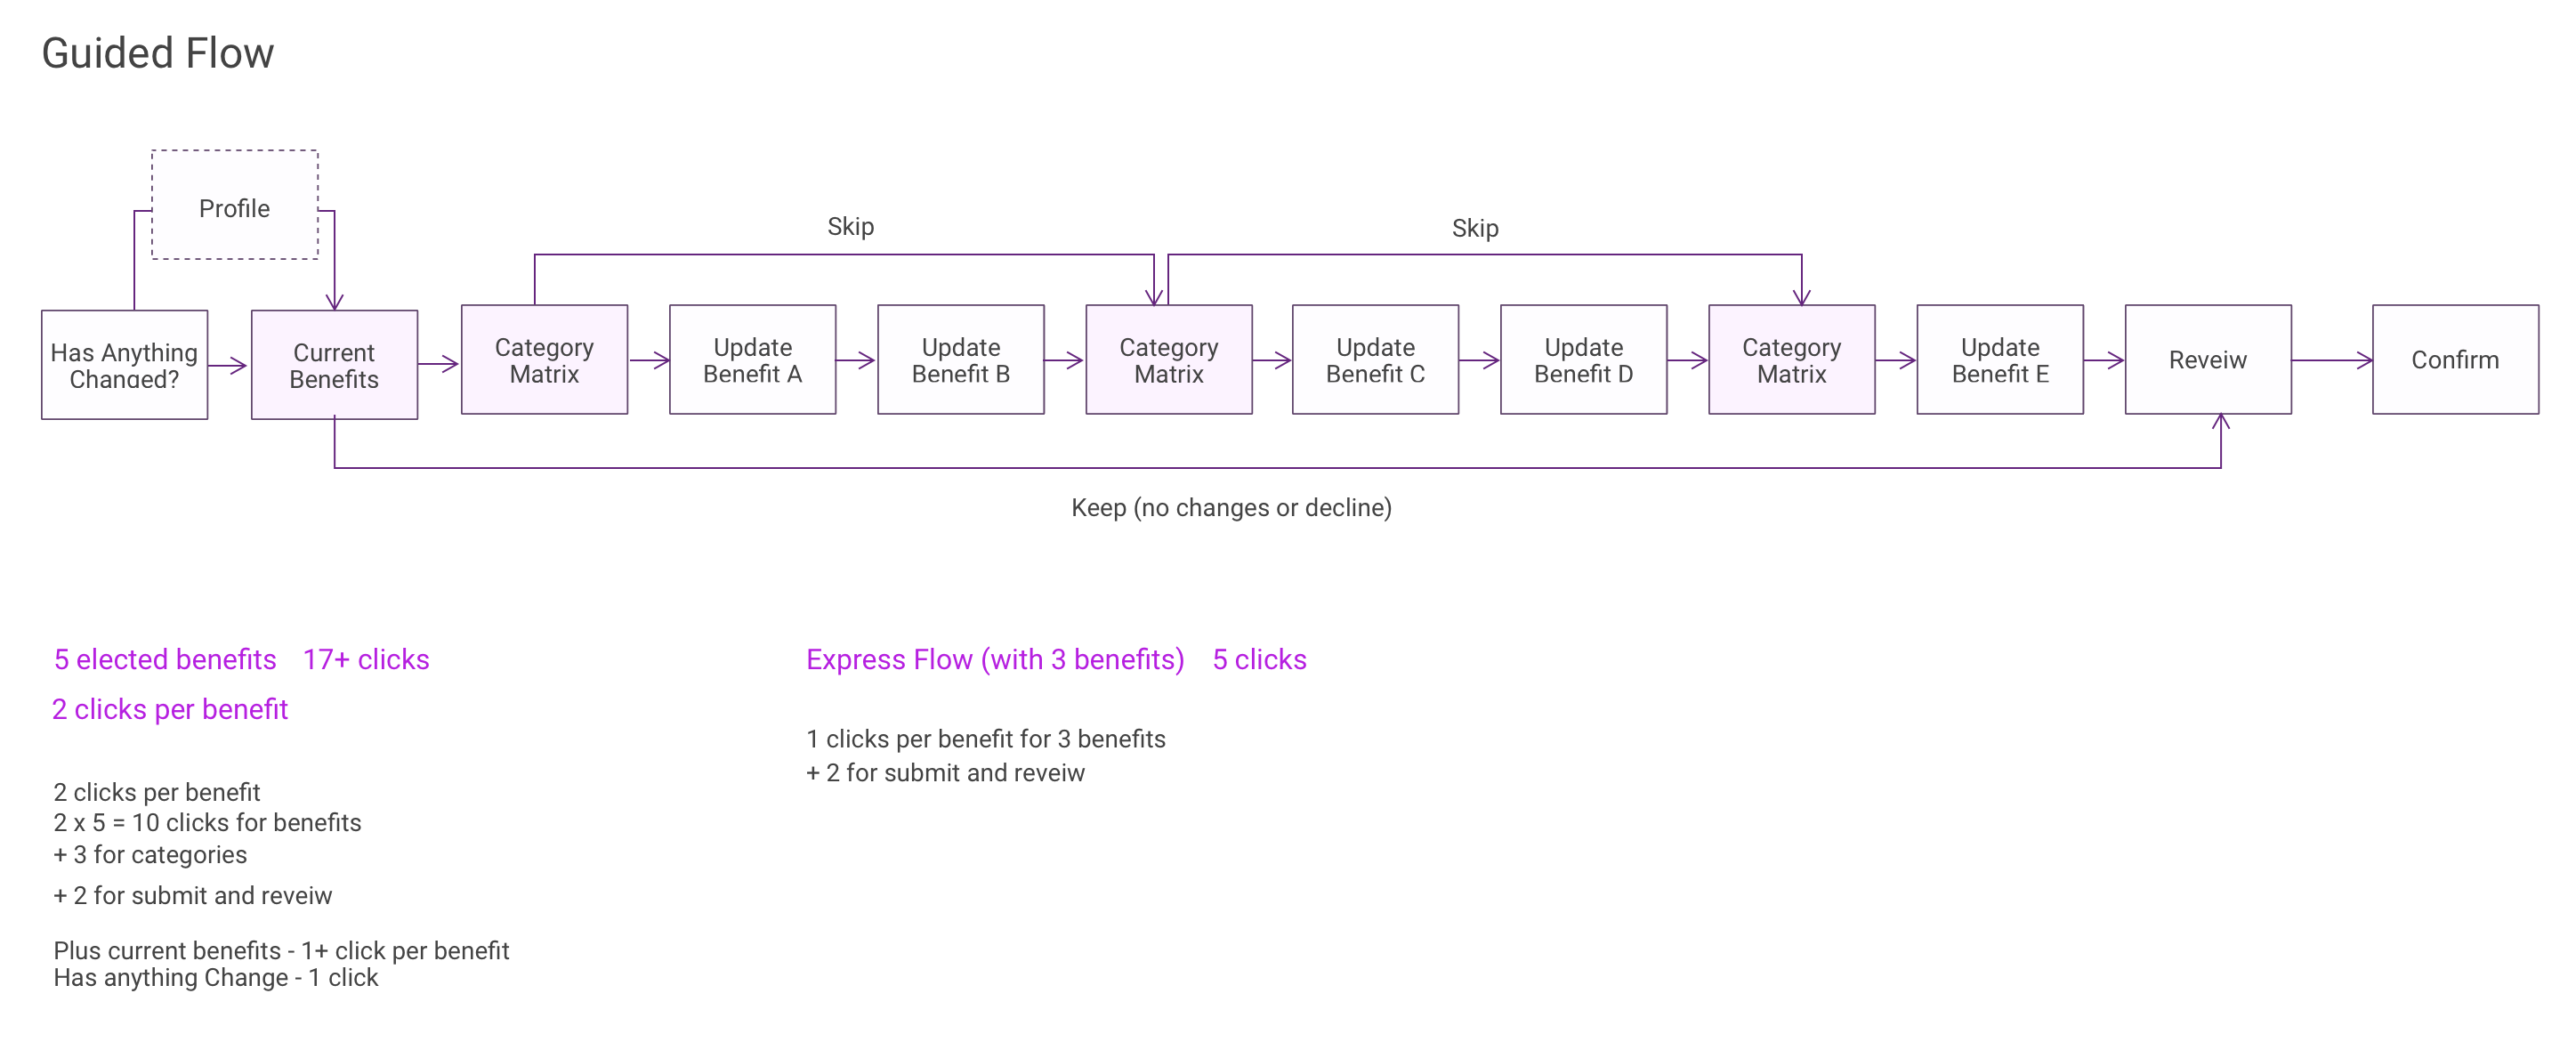 Guided Flow
Profile
Skip
Skip
Has Anything
Changed?
Current
Benefits
Category
Matrix
Update
Benefit A
Update
Benefit B
Category
Matrix
Update
Benefit C
Update
Benefit D
Category
Matrix
Update
Benefit E
Reveiw
Confirm
Keep (no changes or decline)
5 elected benefits 17+ clicks
2 clicks per benefit
2 clicks per benefit
2 x 5 = 10 clicks for benefits
+ 3 for categories
+ 2 for submit and reveiw
Plus current benefits - 1+ click per benefit
Has anything Change - 1 click
Express Flow (with 3 benefits) 5 clicks
1 clicks per benefit for 3 benefits
+ 2 for submit and reveiw